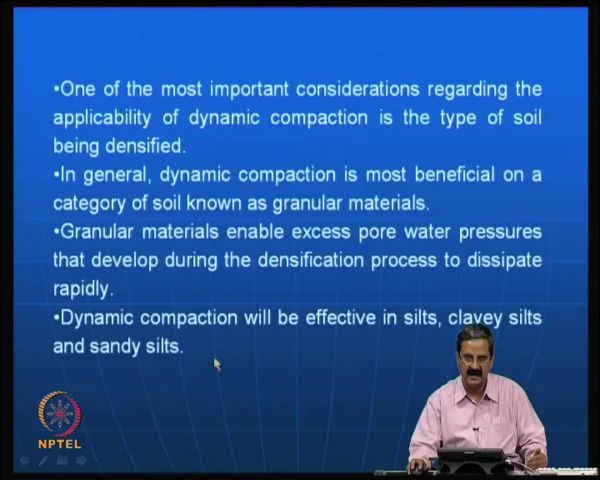 •One of the most important considerations regarding the
applicability of dynamic compaction is the type of soil
being densified.
•In general, dynamic compaction is most beneficial on a
category of soil known as granular materials.
•Granular materials enable excess pore water pressures
that develop during the densification process to dissipate
rapidly.
•Dynamic compaction will be effective in silts, clayey silts
and sandy silts.
NPTEL